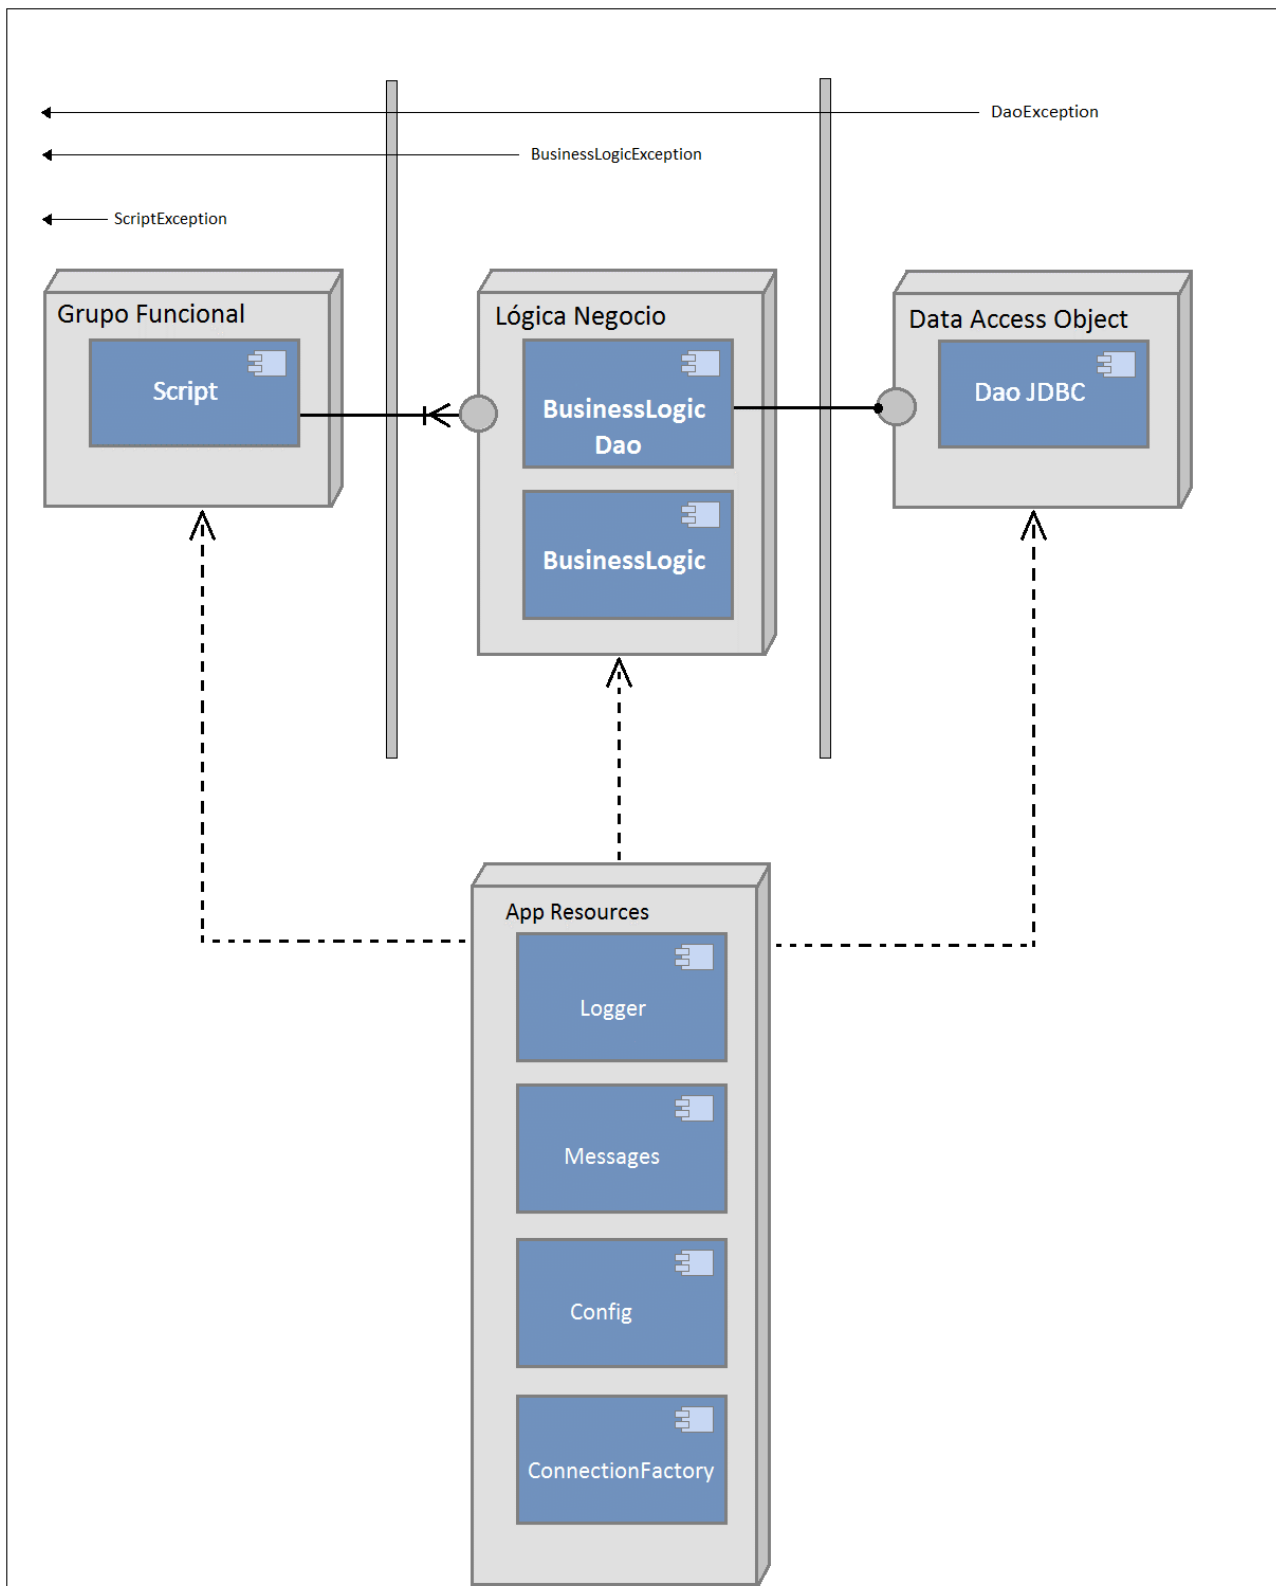 DaoException
BusinessLogicException
ScriptException
Grupo Funcional
Script
Lógica Negocio
BusinessLogic
Dao
BusinessLogic
Data Access Object
Dao JDBC
App Resources
Logger
Messages
Config
ConnectionFactory